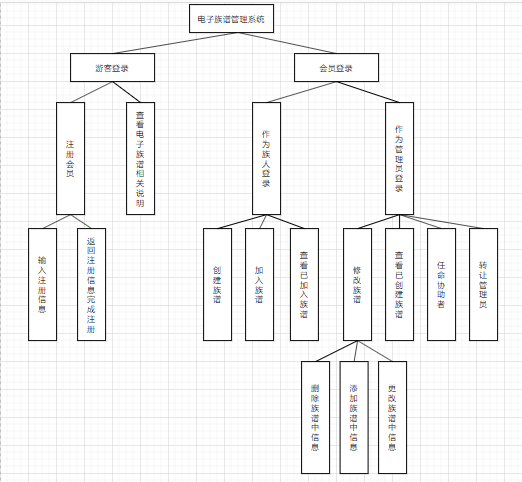 电子族谱管理系统
游客登录
会员登录
注册会员
查看电子族谱相关说明
作为族人登录
作为管理员登录
输入注册信息
返回注册信息完成注册
创建族谱
加入族谱
查看已加入族谱
修改族谱
查看已创建族谱
任命协助者
转让管理员
删除族谱中信息
添加族谱中信息
更改族谱中信息